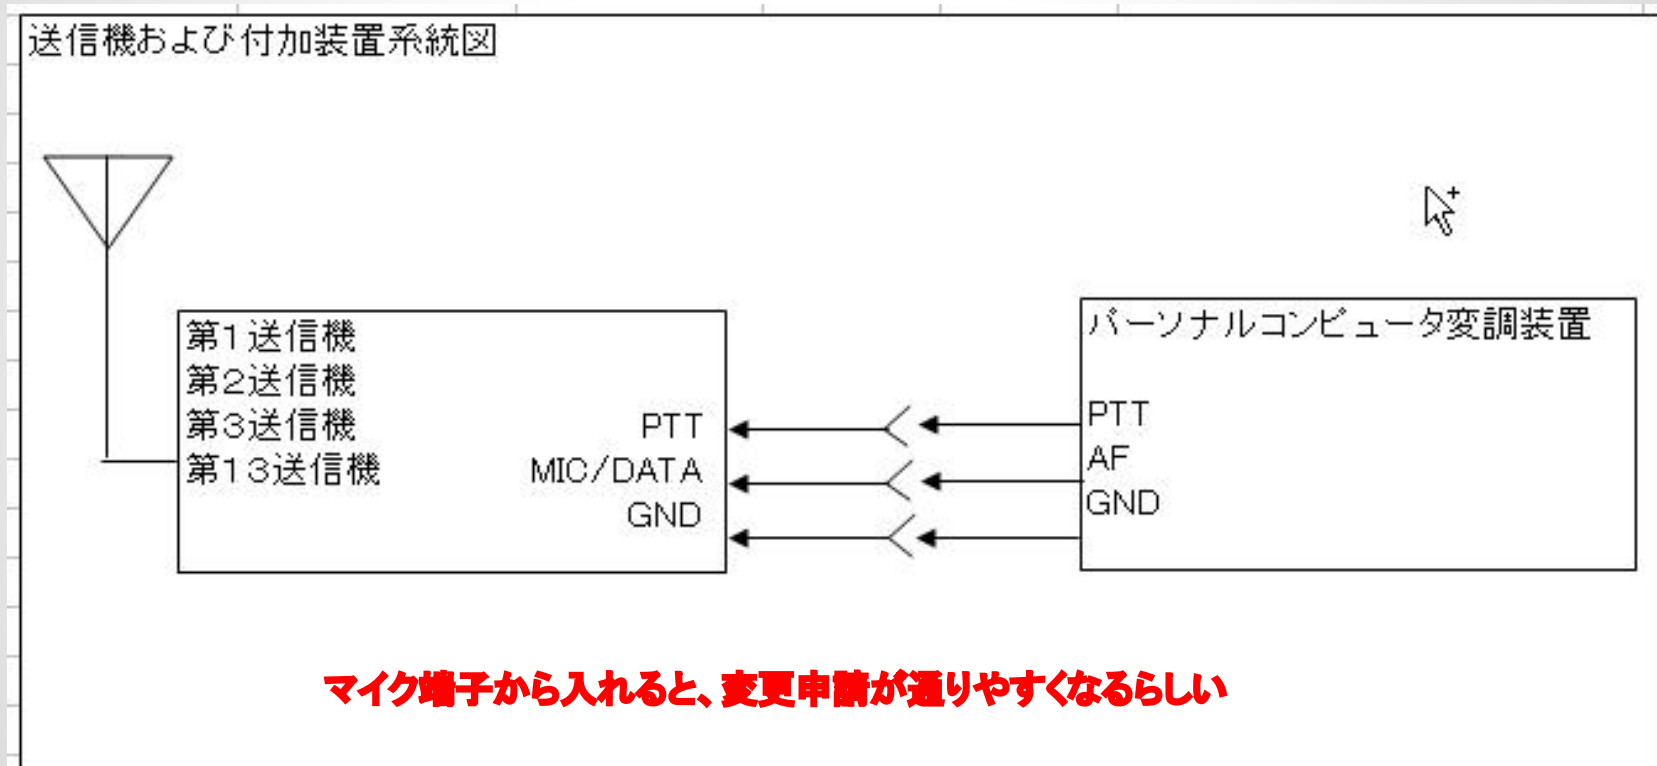 送信機および付加装置系統図
第1送信機
第2送信機
第3送信機
第13送信機
PTT
MIC/DATA
GND
パーソナルコンピュータ変調装置
PTT
AF
GND
マイク端子から入れると、変更申請が通りやすくなるらしい